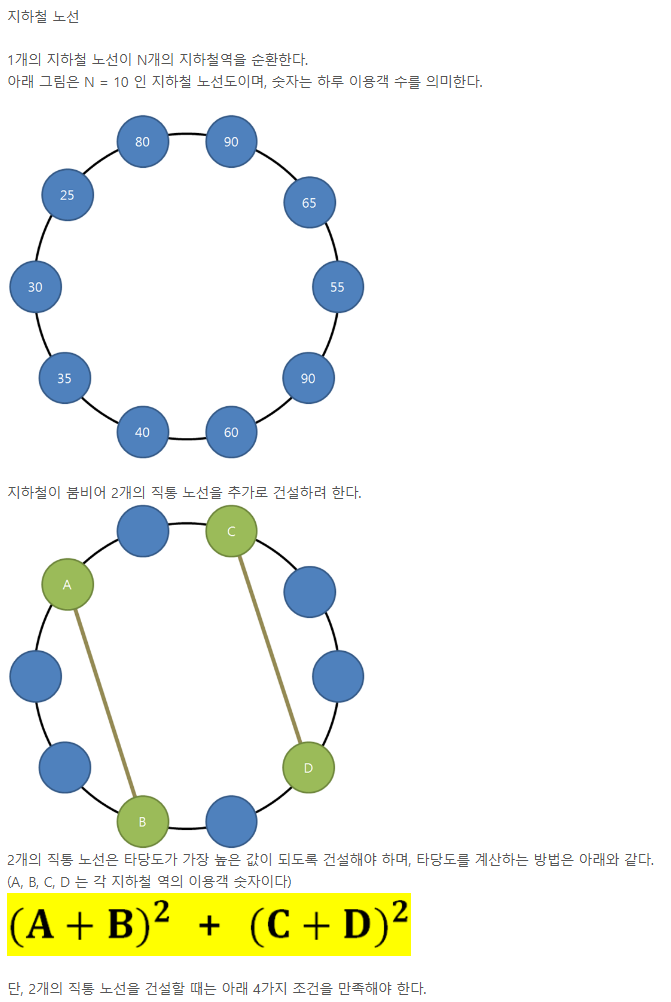 지하철 노선
1개의 지하철 노선이 N개의 지하철역을 순환한다.
아래 그림은 N = 10 인 지하철 노선도이며, 숫자는 하루 이용객 수를 의미한다.
80
90
25
65
30
55
35
90
40
60
지하철이 붐비어 2개의 직통 노선을 추가로 건설하려 한다.
C
A
D
B
2개의 직통 노선은 타당도가 가장 높은 값이 되도록 건설해야 하며, 타당도를 계산하는 방법은 아래와 같다.
(A, B, C, D 는 각 지하철 역의 이용객 숫자이다)
(A + B)² + (C + D)²
단, 2개의 직통 노선을 건설할 때는 아래 4가지 조건을 만족해야 한다.